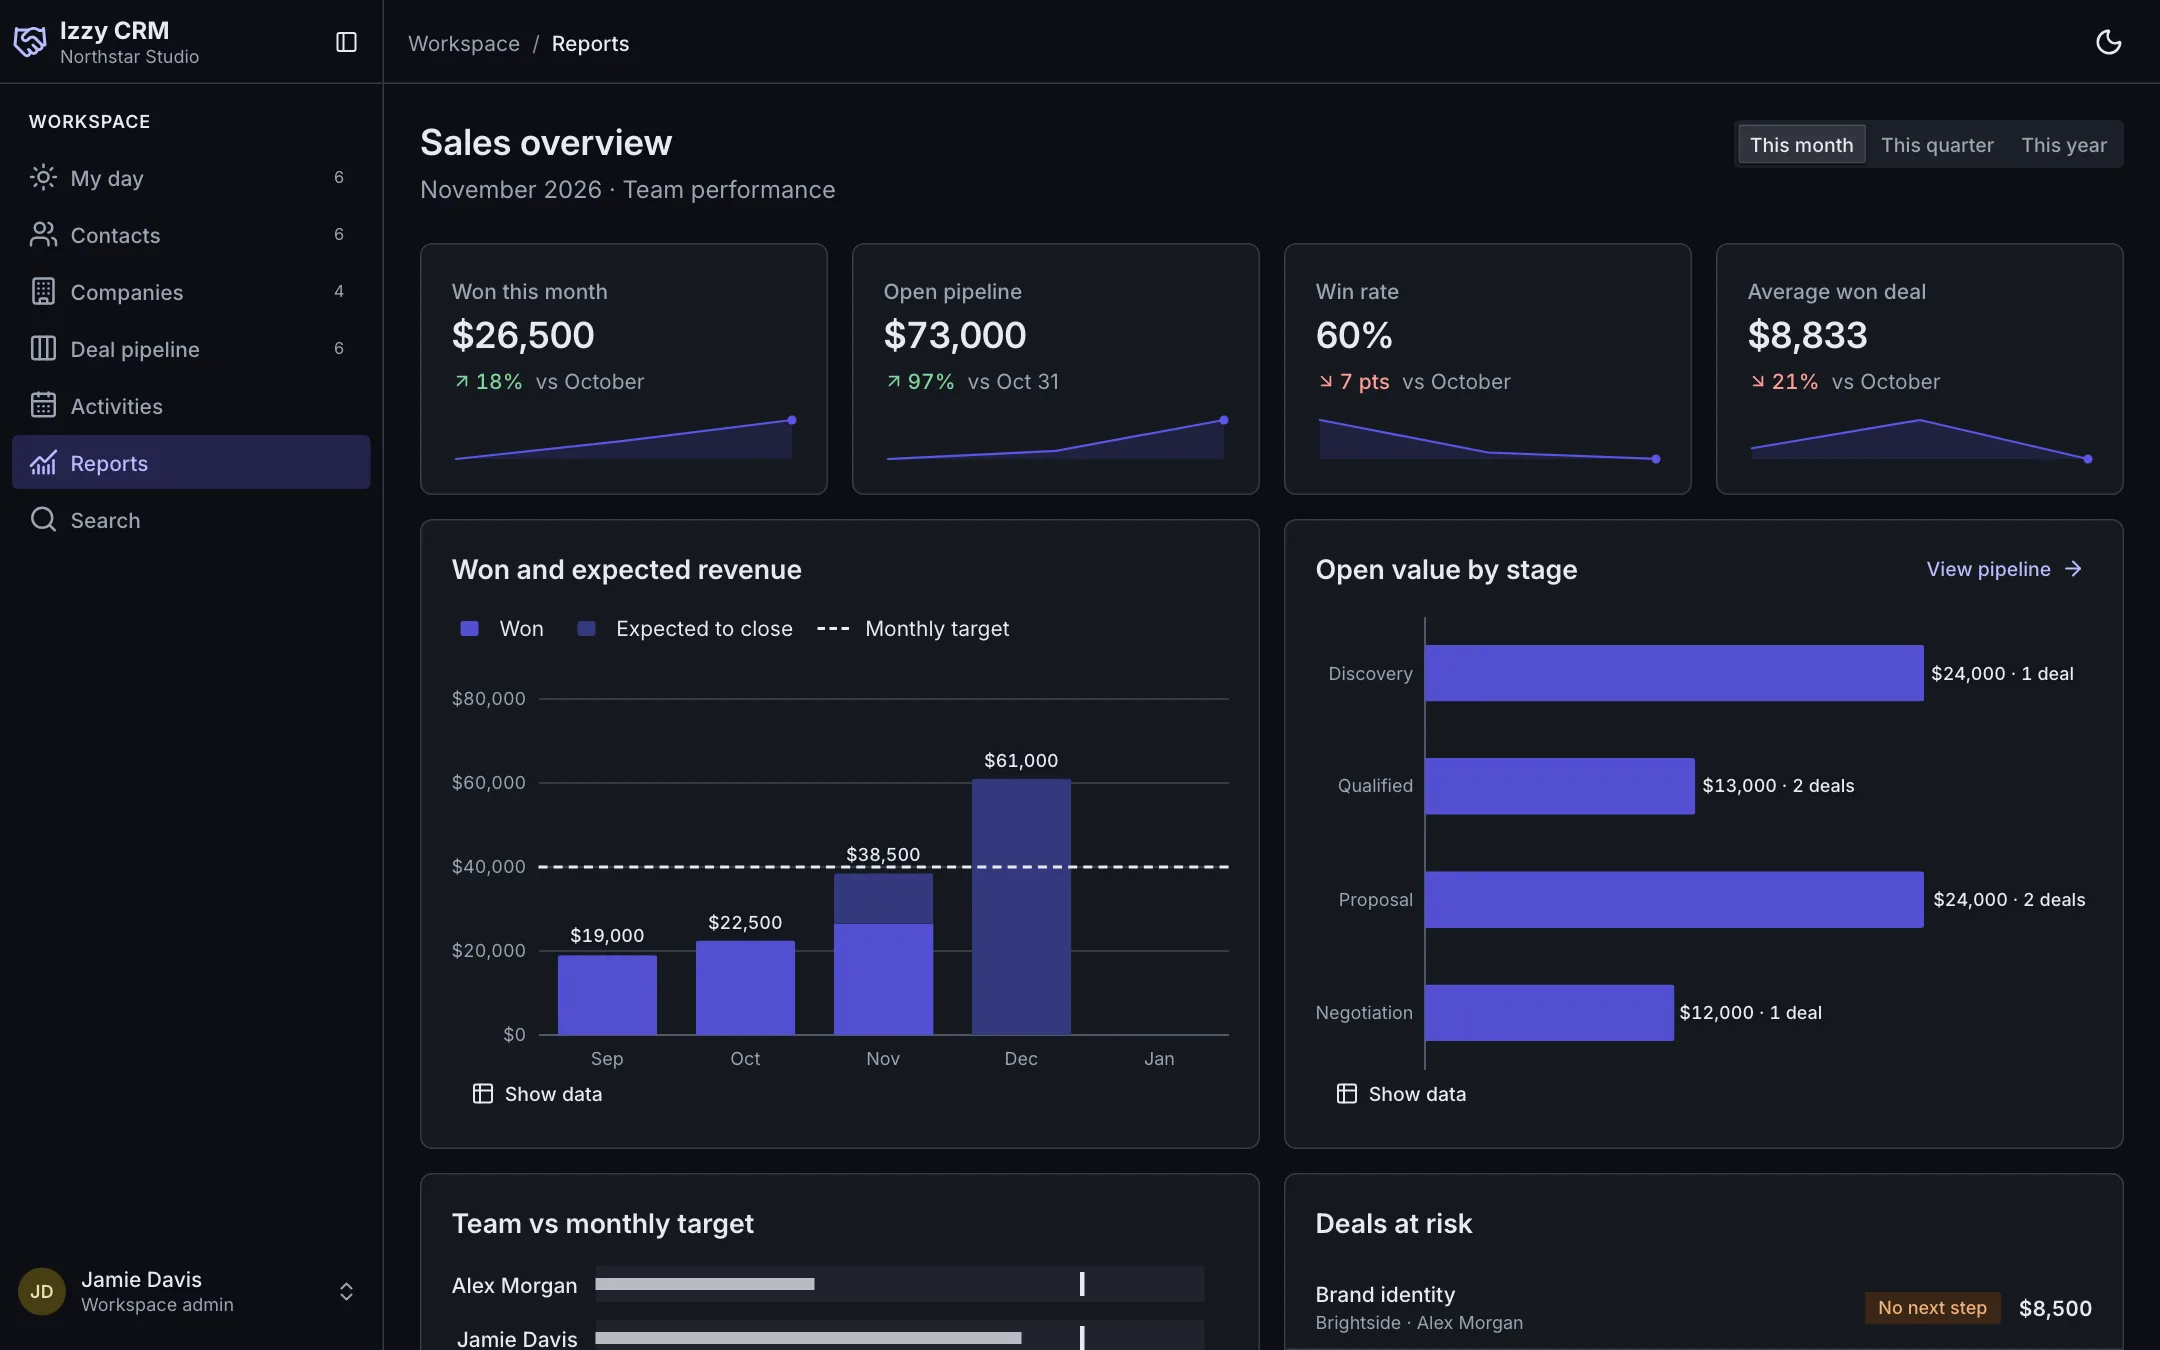 Izzy CRM
Northstar Studio
Workspace / Reports
WORKSPACE
My day 6
Contacts 6
Companies 4
Deal pipeline 6
Activities
Reports
Search
Jamie Davis
JD
Workspace admin
Sales overview
November 2026 · Team performance
This month This quarter This year
Won this month
$26,500
18% vs October
Open pipeline
$73,000
97% vs Oct 31
Win rate
60%
7 pts vs October
Average won deal
$8,833
21% vs October
Won and expected revenue
Won Expected to close Monthly target
$80,000
$61,000
$60,000
$38,500
$40,000
$19,000 $22,500
$20,000
$0
Sep Oct Nov Dec Jan
Show data
Open value by stage View pipeline
Discovery $24,000 · 1 deal
Qualified $13,000 · 2 deals
Proposal $24,000 · 2 deals
Negotiation $12,000 · 1 deal
Show data
Team vs monthly target
Alex Morgan
Jamie Davis
Deals at risk
Brand identity
Brightside · Alex Morgan
No next step $8,500